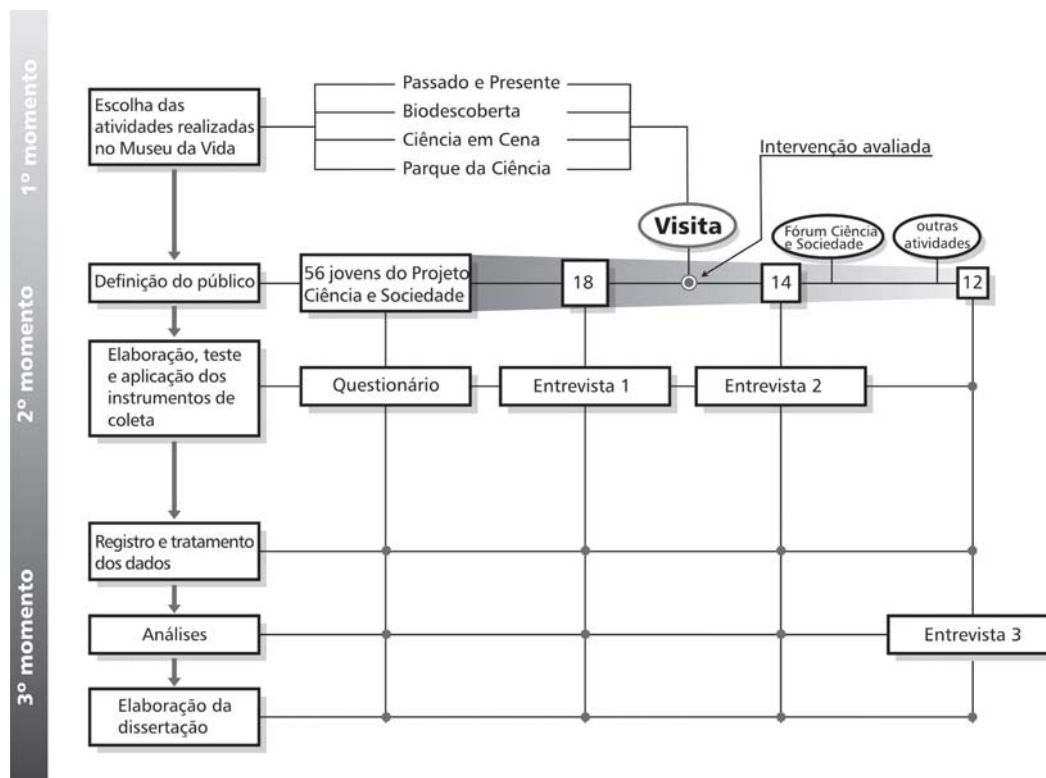 1º momento
2º momento
3º momento
Escolha das
atividades realizadas
no Museu da Vida
Passado e Presente
Biodescoberta
Ciência em Cena
Parque da Ciência
Intervenção avaliada
Visita
Fórum Ciência
e Sociedade
outras
atividades
Definição do público
56 jovens do Projeto
Ciência e Sociedade
18
14
12
Elaboração, teste
e aplicação dos
instrumentos de
coleta
Questionário
Entrevista 1
Entrevista 2
Registro e tratamento
dos dados
Análises
Entrevista 3
Elaboração da
dissertação